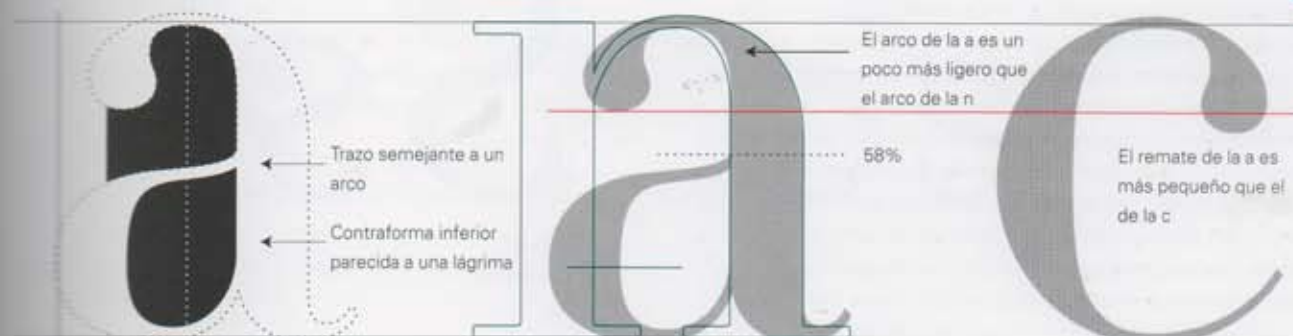 a
n
a
c
El arco de la a es un
poco más ligero que
el arco de la n
Trazo semejante a un
arco
58%
El remate de la a es
más pequeño que el
de la c
Contraforma inferior
parecida a una lágrima